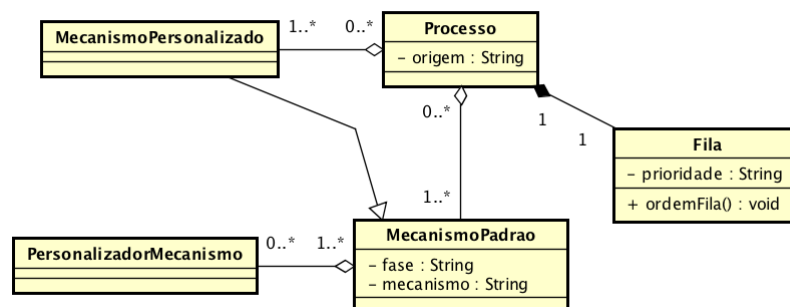 MecanismoPersonalizado
1..*
0..*
Processo
- origem : String
0..*
1
1
Fila
- prioridade : String
+ ordemFila() : void
1..*
PersonalizadorMecanismo
0..*
1..*
MecanismoPadrao
- fase : String
- mecanismo : String